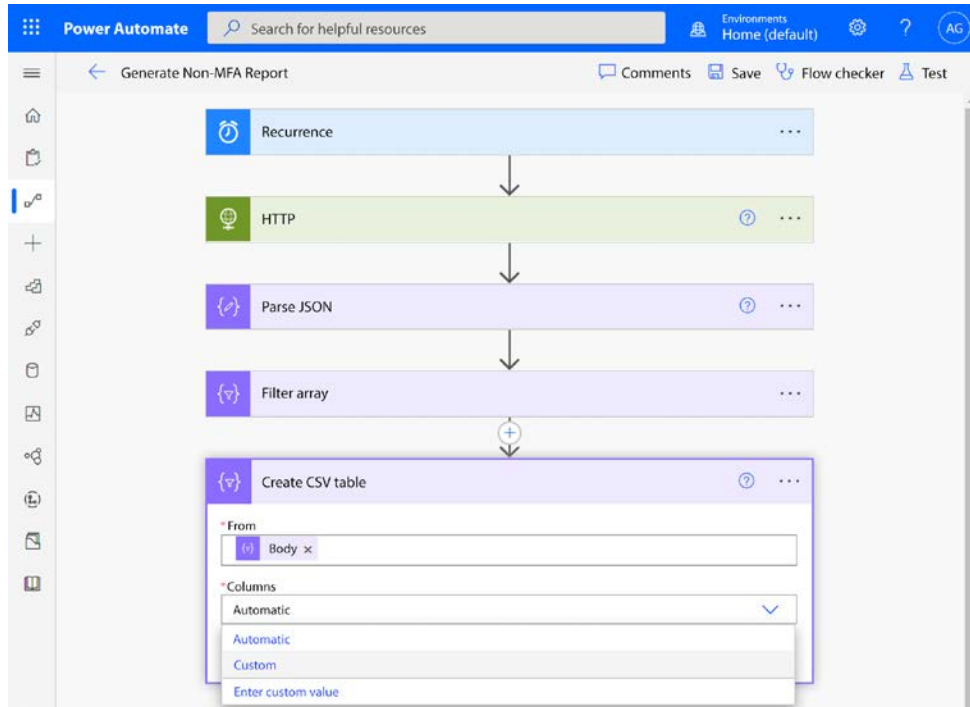 Power Automate
Search for helpful resources
Environments
Home (default)
?
AG
Generate Non-MFA Report
Comments
Save
Flow checker
Test
Recurrence
HTTP
Parse JSON
Filter array
Create CSV table
*From
Body ×
*Columns
Automatic
Automatic
Custom
Enter custom value